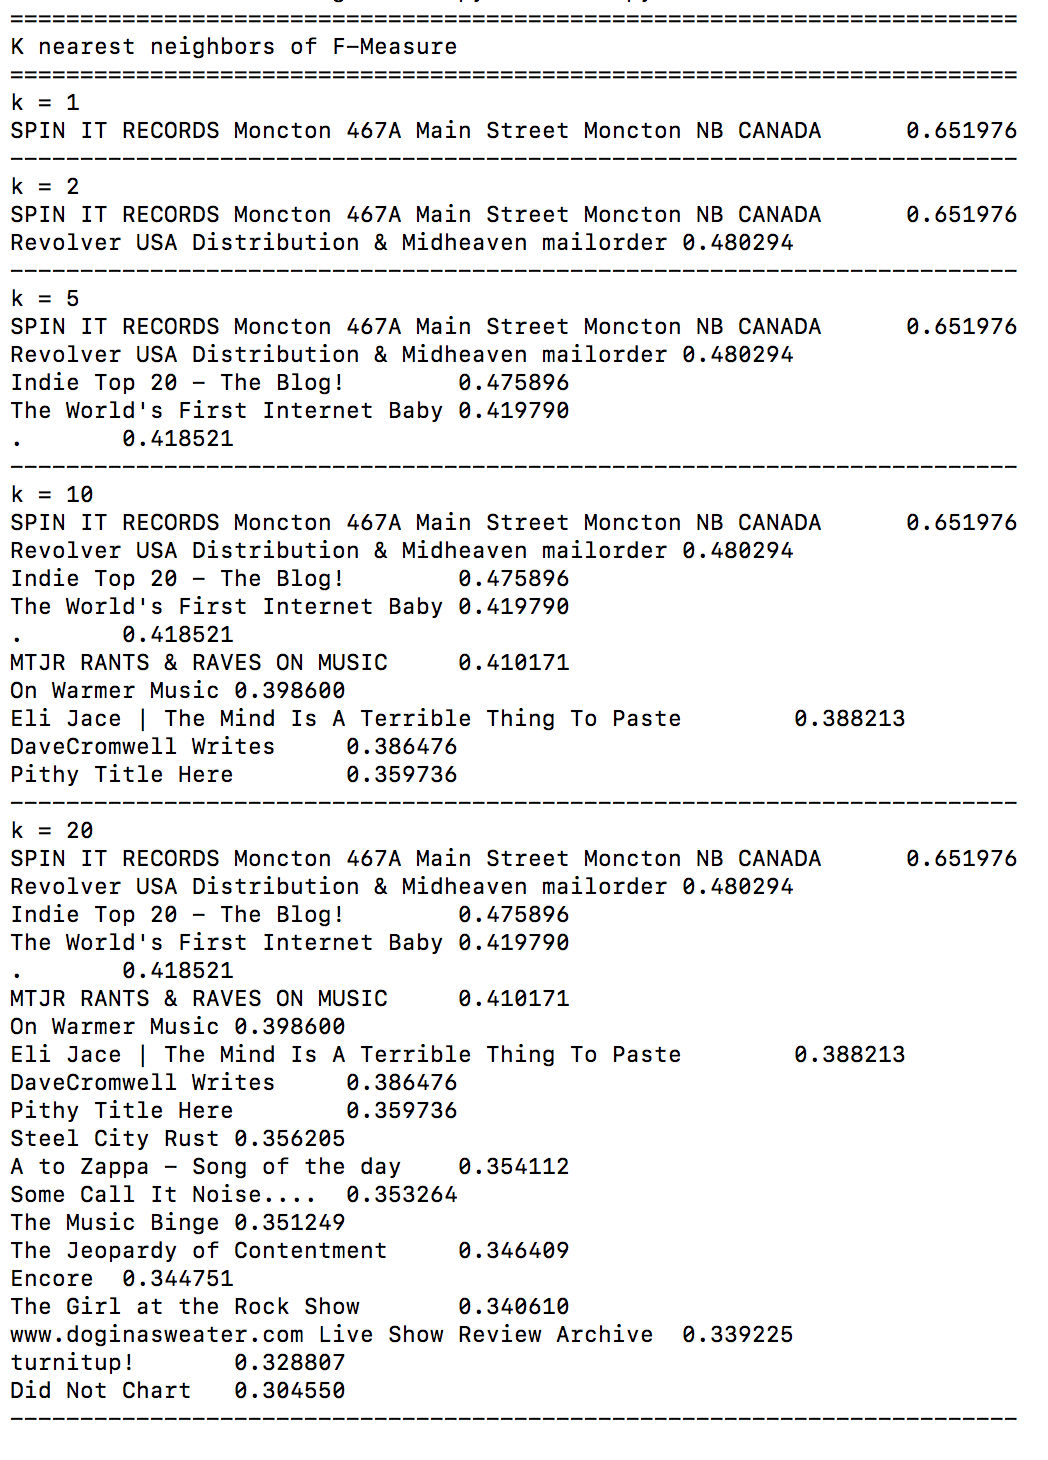 ================================================================================
K nearest neighbors of F-Measure
================================================================================
k = 1
SPIN IT RECORDS Moncton 467A Main Street Moncton NB CANADA      0.651976
------------------------------------------------------------------------
k = 2
SPIN IT RECORDS Moncton 467A Main Street Moncton NB CANADA      0.651976
Revolver USA Distribution & Midheaven mailorder 0.480294
------------------------------------------------------------------------
k = 5
SPIN IT RECORDS Moncton 467A Main Street Moncton NB CANADA      0.651976
Revolver USA Distribution & Midheaven mailorder 0.480294
Indie Top 20 - The Blog!        0.475896
The World's First Internet Baby 0.419790
.       0.418521
------------------------------------------------------------------------
k = 10
SPIN IT RECORDS Moncton 467A Main Street Moncton NB CANADA      0.651976
Revolver USA Distribution & Midheaven mailorder 0.480294
Indie Top 20 - The Blog!        0.475896
The World's First Internet Baby 0.419790
.       0.418521
MTJR RANTS & RAVES ON MUSIC     0.410171
On Warmer Music 0.398600
Eli Jace | The Mind Is A Terrible Thing To Paste        0.388213
DaveCromwell Writes     0.386476
Pithy Title Here        0.359736
------------------------------------------------------------------------
k = 20
SPIN IT RECORDS Moncton 467A Main Street Moncton NB CANADA      0.651976
Revolver USA Distribution & Midheaven mailorder 0.480294
Indie Top 20 - The Blog!        0.475896
The World's First Internet Baby 0.419790
.       0.418521
MTJR RANTS & RAVES ON MUSIC     0.410171
On Warmer Music 0.398600
Eli Jace | The Mind Is A Terrible Thing To Paste        0.388213
DaveCromwell Writes     0.386476
Pithy Title Here        0.359736
Steel City Rust 0.356205
A to Zappa - Song of the day    0.354112
Some Call It Noise....  0.353264
The Music Binge 0.351249
The Jeopardy of Contentment     0.346409
Encore  0.344751
The Girl at the Rock Show       0.340610
www.doginasweater.com Live Show Review Archive  0.339225
turnitup!       0.328807
Did Not Chart   0.304550
------------------------------------------------------------------------